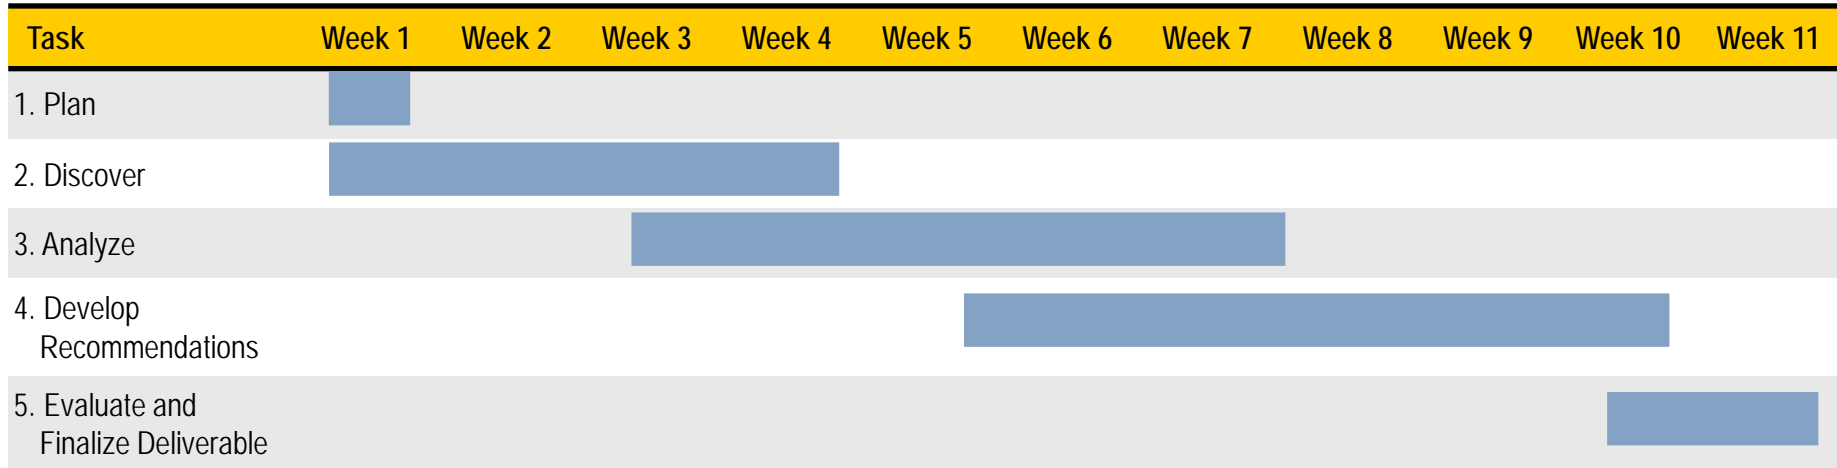 Task Week 1 Week 2 Week 3 Week 4 Week 5 Week 6 Week 7 Week 8 Week 9 Week 10 Week 11
1. Plan
2. Discover
3. Analyze
4. Develop
Recommendations
5. Evaluate and
Finalize Deliverable